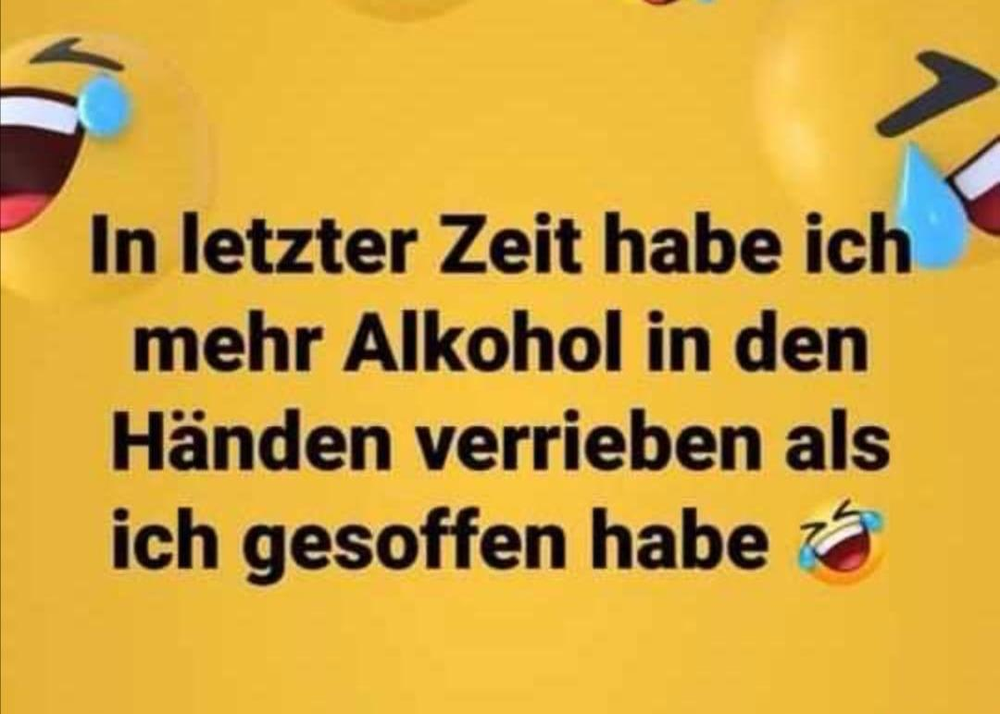 In letzter Zeit habe ich
mehr Alkohol in den
Händen verrieben als
ich gesoffen habe 🤣